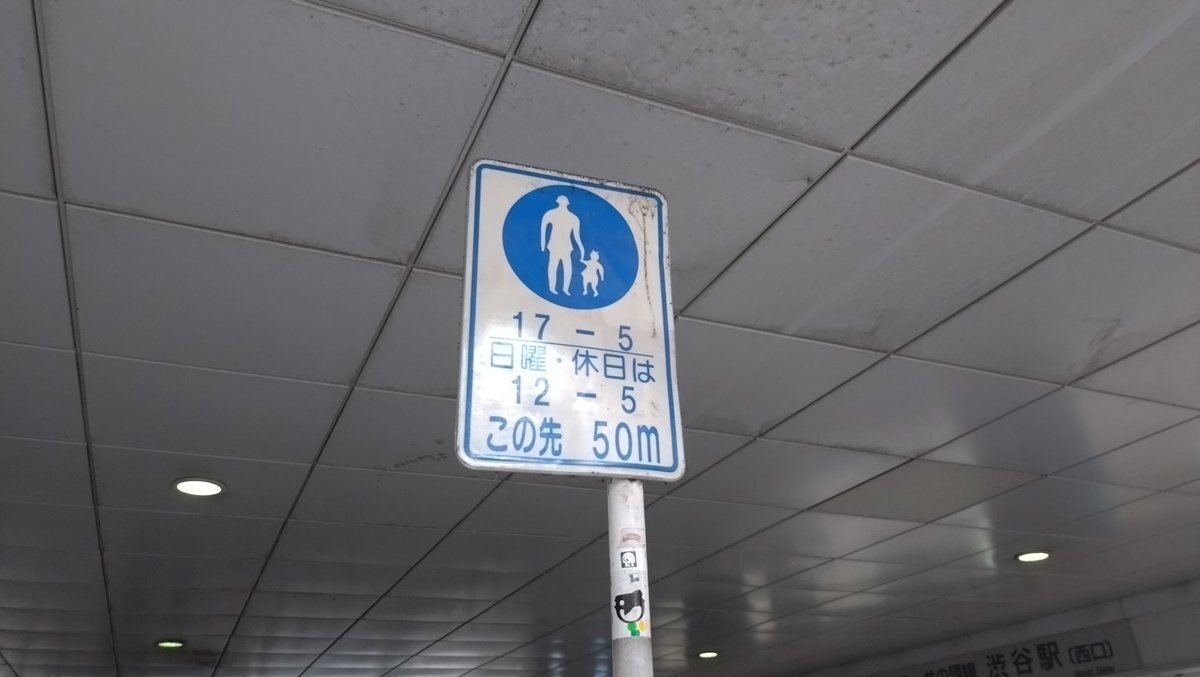 17 - 5
日曜・休日は
12 - 5
この先 50m
渋谷駅(西口)